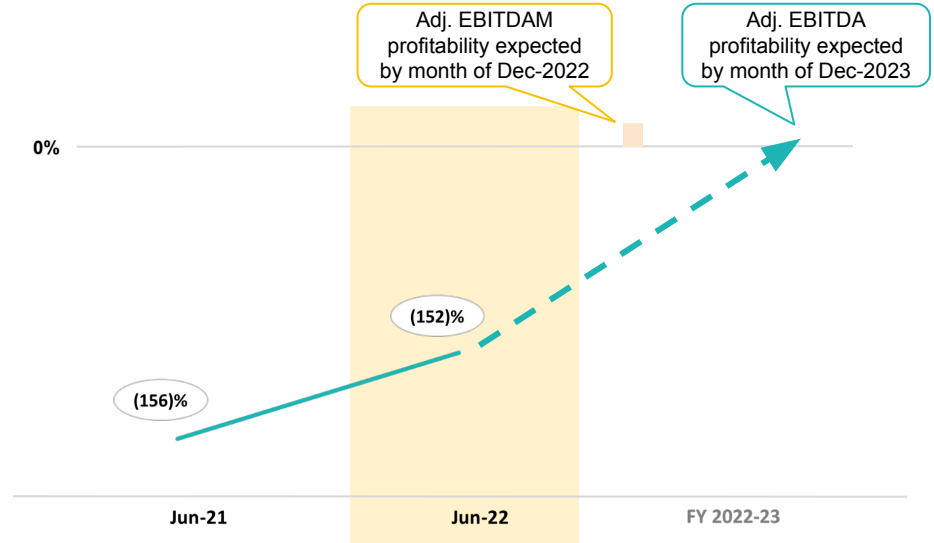 Adj. EBITDAM
profitability expected
by month of Dec-2022
Adj. EBITDA
profitability expected
by month of Dec-2023
0%
(152)%
(156)%
Jun-21
Jun-22
FY 2022-23